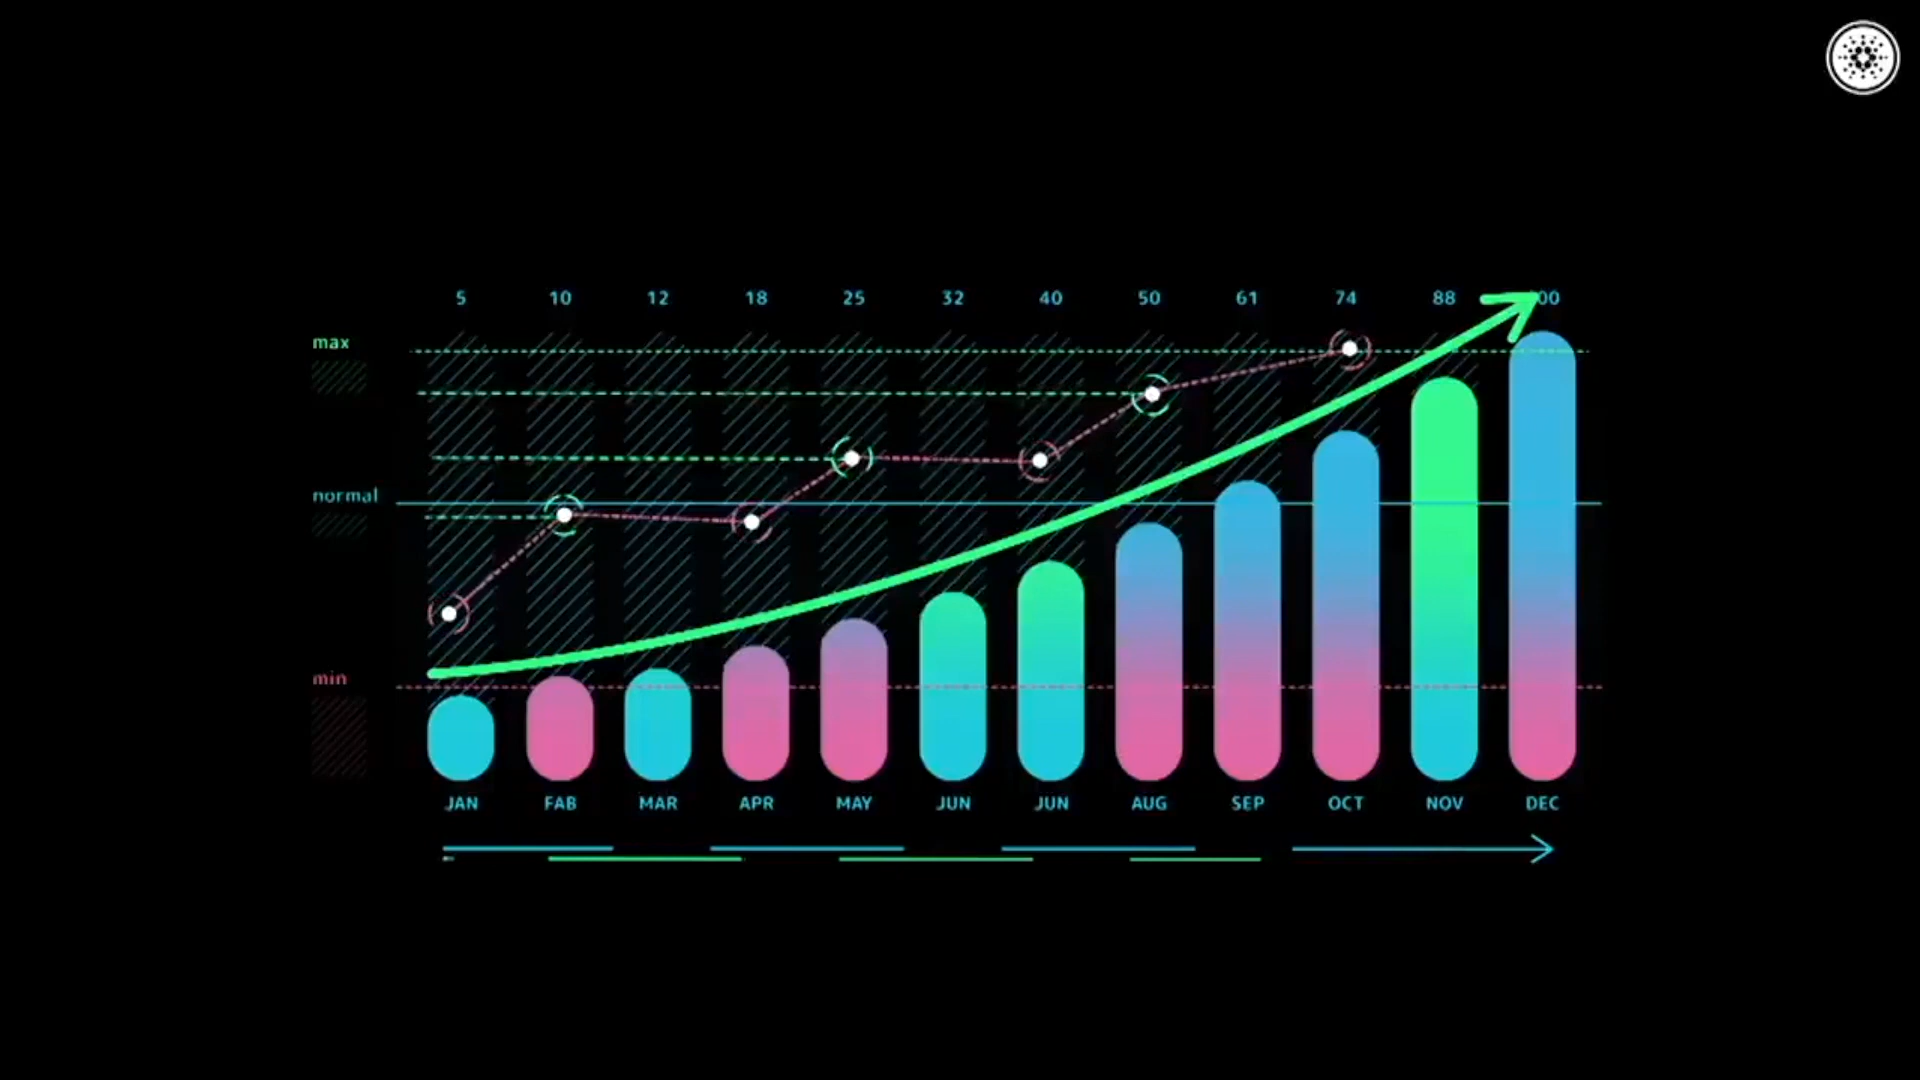 5 10 12 18 25 32 40 50 61 74 88 00
max
normal
min
JAN FAB MAR APR MAY JUN JUN AUG SEP OCT NOV DEC